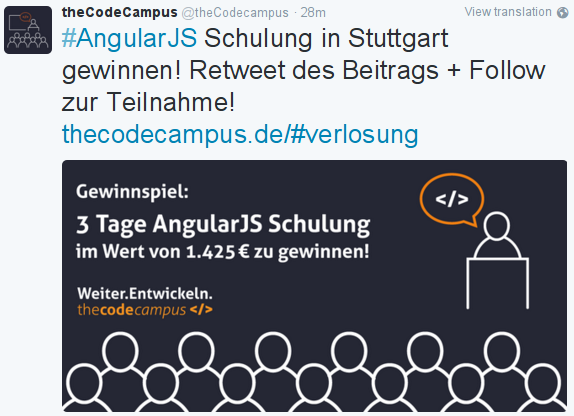 theCodeCampus @theCodecampus · 28m View translation
#AngularJS Schulung in Stuttgart
gewinnen! Retweet des Beitrags + Follow
zur Teilnahme!
thecodecampus.de/#verlosung
Gewinnspiel:
</>
3 Tage AngularJS Schulung
im Wert von 1.425 € zu gewinnen!
Weiter.Entwickeln.
thecodecampus </>